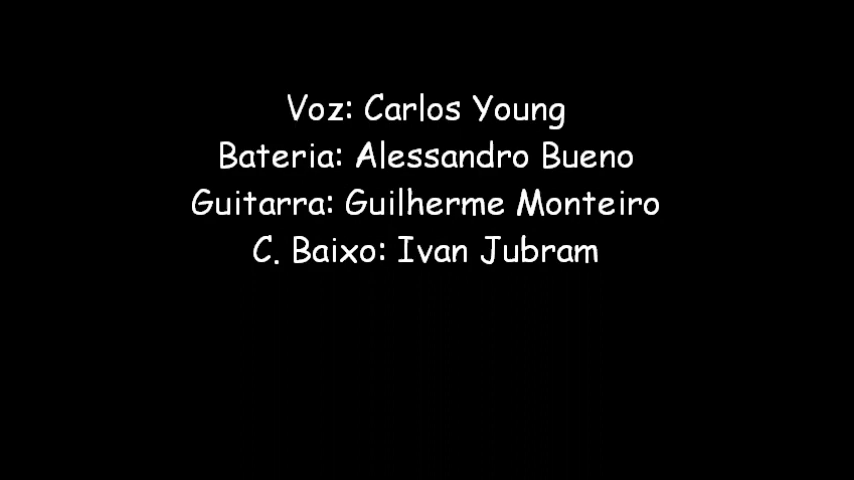 Voz: Carlos Young
Bateria: Alessandro Bueno
Guitarra: Guilherme Monteiro
C. Baixo: Ivan Jubram